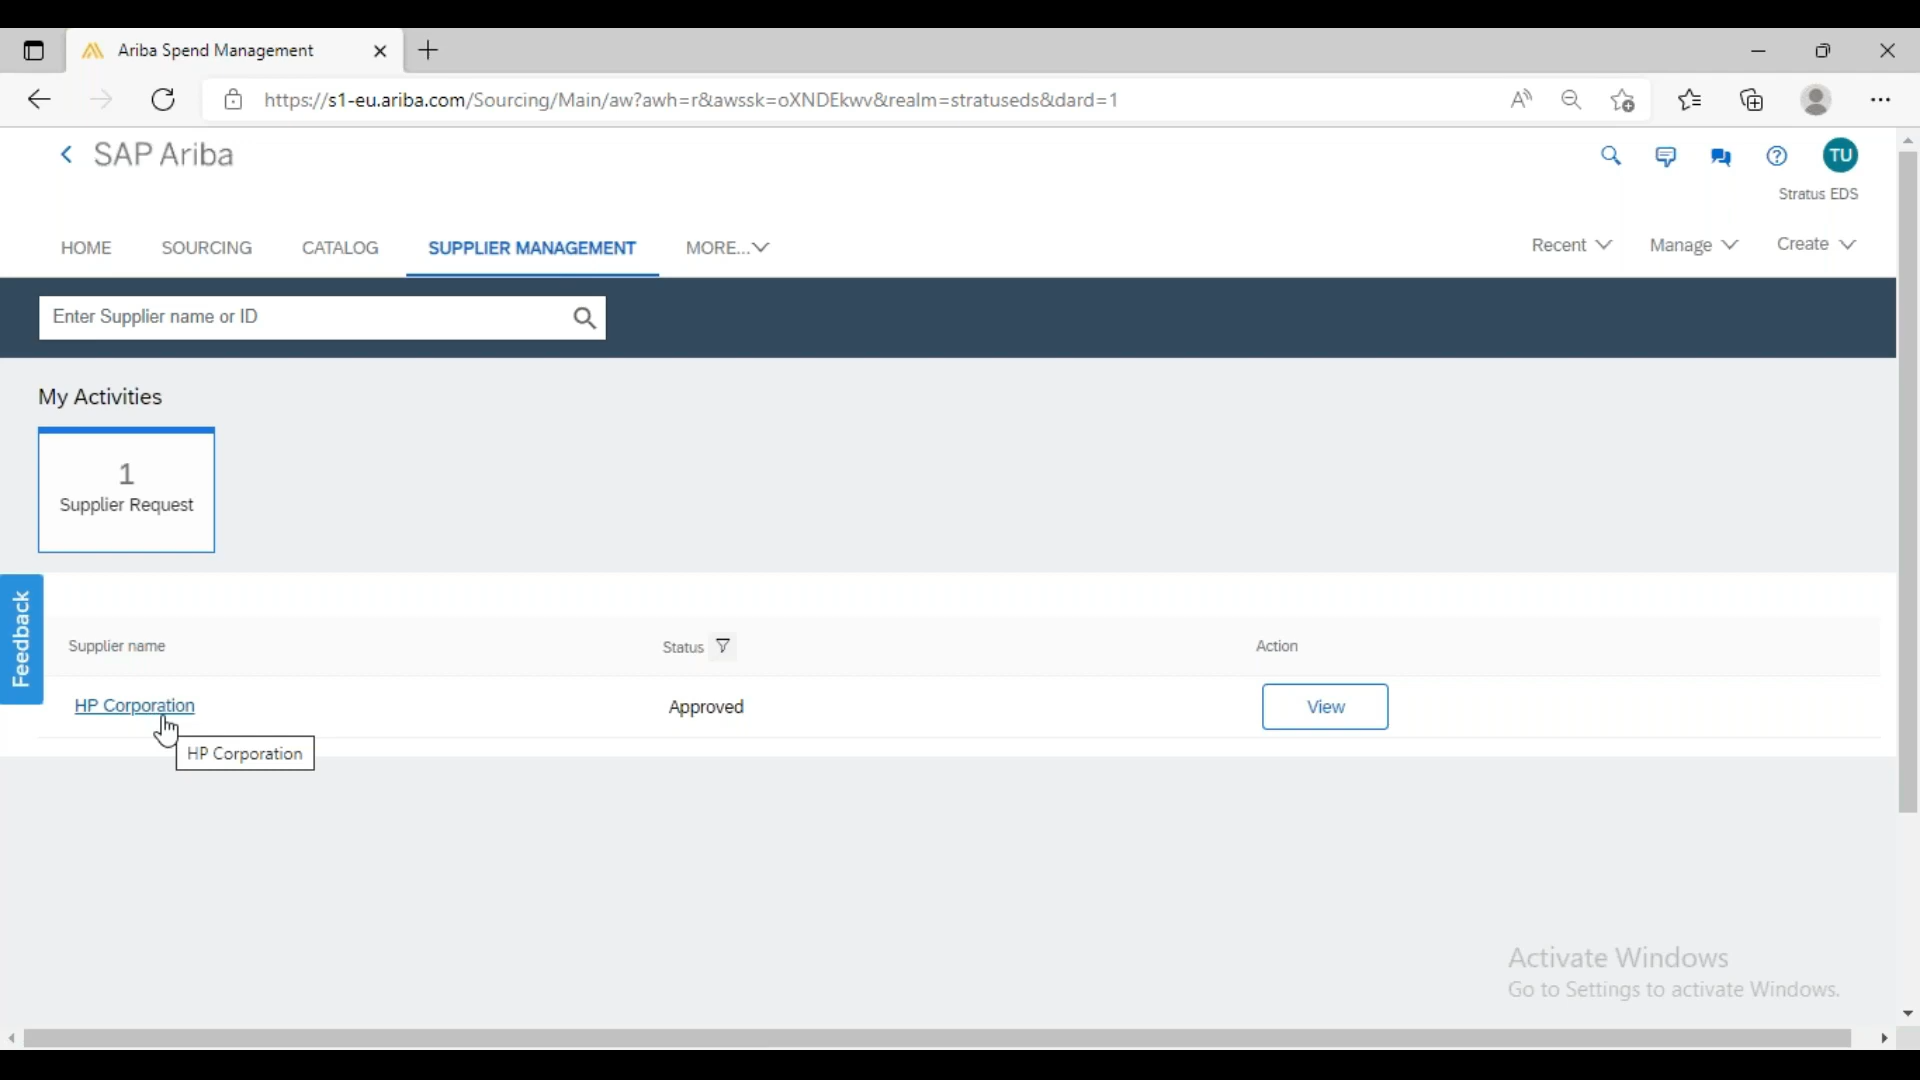 Ariba Spend Management
https://s1-eu.ariba.com/Sourcing/Main/aw?awh=r&awssk=oXNDEkwv&realm=stratuseds&dard=1
SAP Ariba
TU
Stratus EDS
HOME SOURCING CATALOG SUPPLIER MANAGEMENT MORE... Recent Manage Create
Enter Supplier name or ID
My Activities
1
Supplier Request
Feedback
Supplier name Status Action
HP Corporation Approved View
HP Corporation
Activate Windows
Go to Settings to activate Windows.